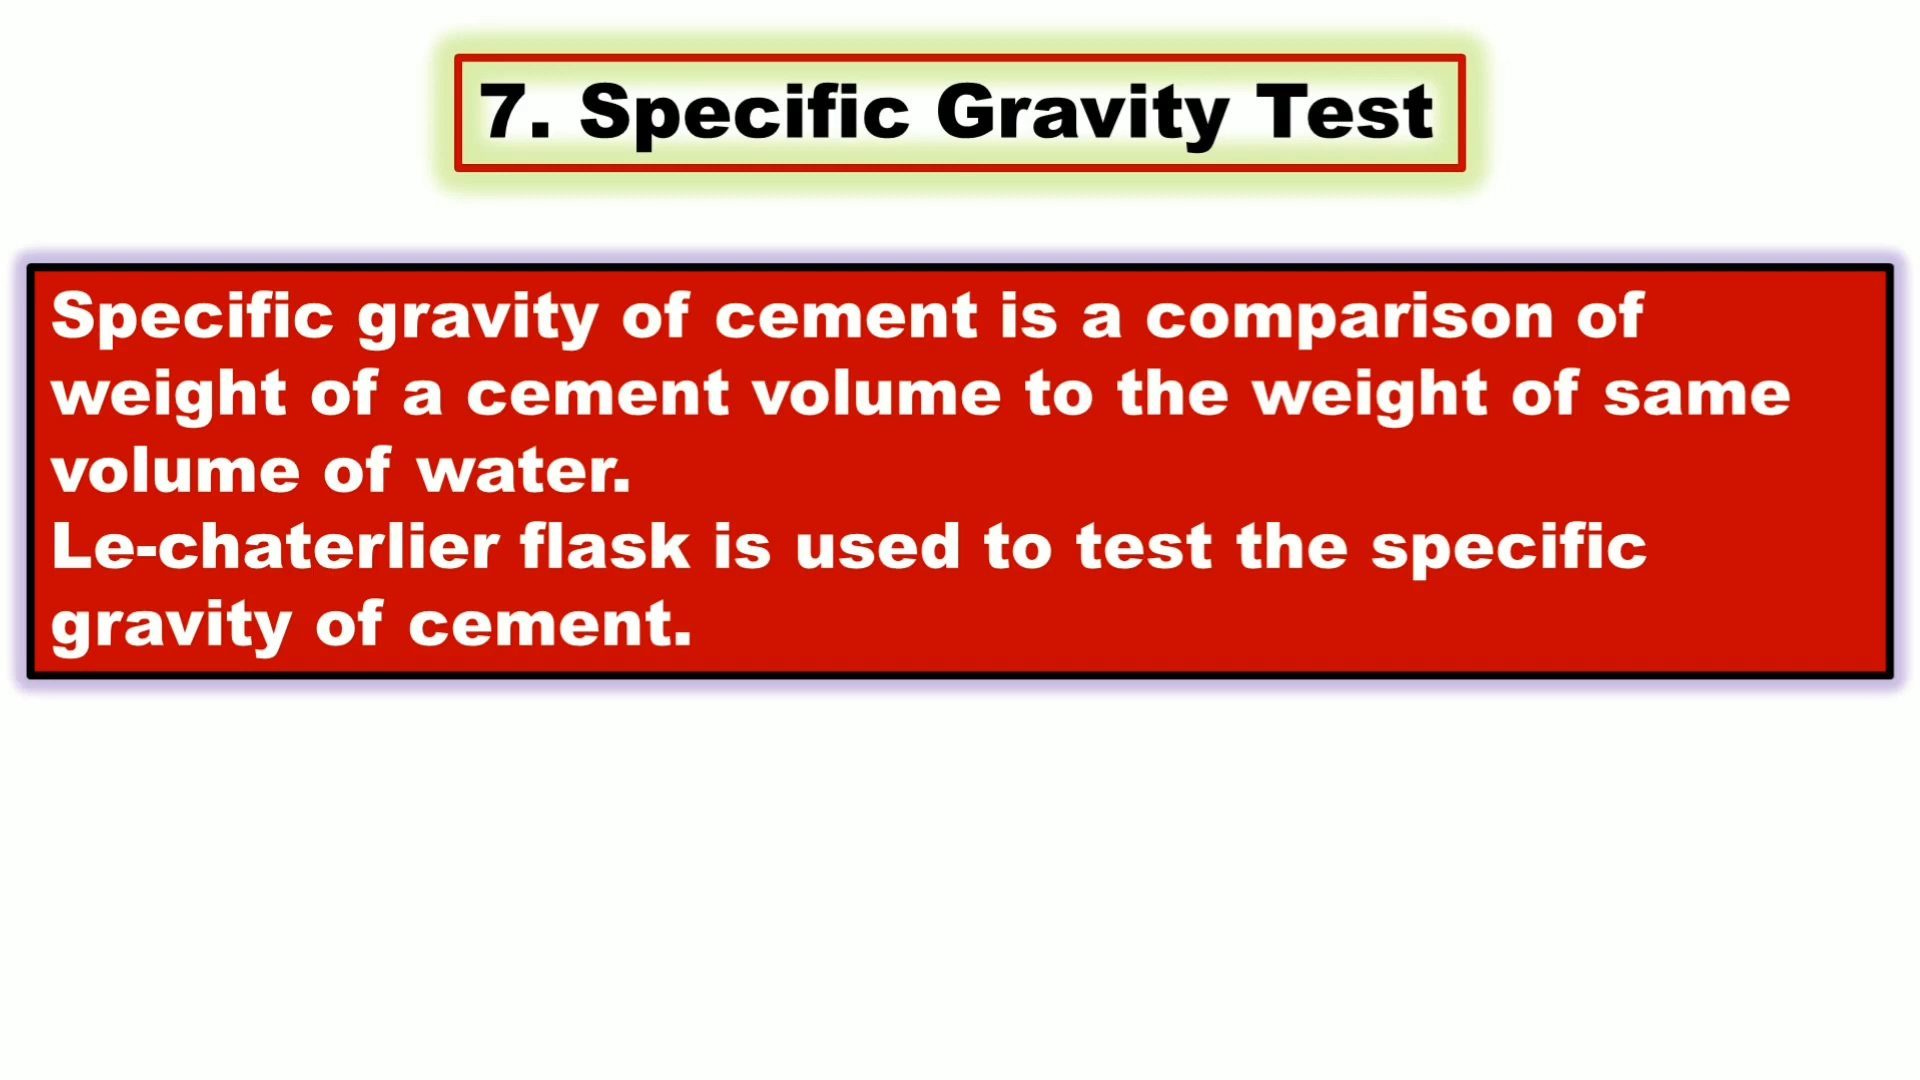 7. Specific Gravity Test
Specific gravity of cement is a comparison of
weight of a cement volume to the weight of same
volume of water.
Le-chaterlier flask is used to test the specific
gravity of cement.